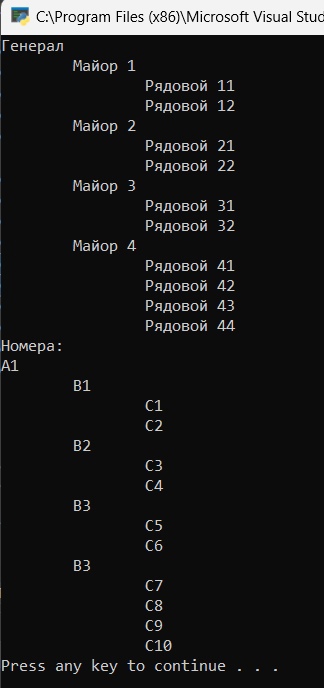 C:\Program Files (x86)\Microsoft Visual Stud
Генерал
Майор 1
Рядовой 11
Рядовой 12
Майор 2
Рядовой 21
Рядовой 22
Майор 3
Рядовой 31
Рядовой 32
Майор 4
Рядовой 41
Рядовой 42
Рядовой 43
Рядовой 44
Номера:
A1
B1
C1
C2
B2
C3
C4
B3
C5
C6
B3
C7
C8
C9
C10
Press any key to continue . . .